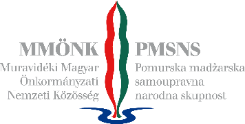 MMÖNK
Muravidéki Magyar
Önkormányzati
Nemzeti Közösség
PMSNS
Pomurska madžarska
samoupravna
narodna skupnost